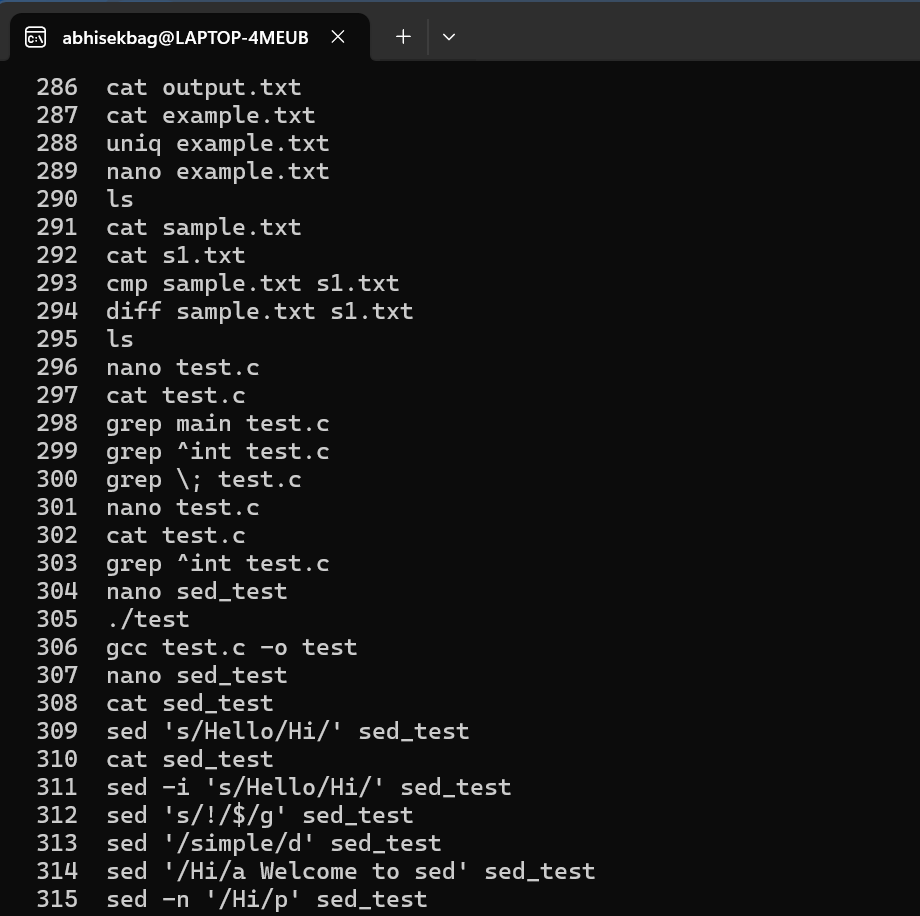 abhisekbag@LAPTOP-4MEUB
286 cat output.txt
287 cat example.txt
288 uniq example.txt
289 nano example.txt
290 ls
291 cat sample.txt
292 cat s1.txt
293 cmp sample.txt s1.txt
294 diff sample.txt s1.txt
295 ls
296 nano test.c
297 cat test.c
298 grep main test.c
299 grep ^int test.c
300 grep \; test.c
301 nano test.c
302 cat test.c
303 grep ^int test.c
304 nano sed_test
305 ./test
306 gcc test.c -o test
307 nano sed_test
308 cat sed_test
309 sed 's/Hello/Hi/' sed_test
310 cat sed_test
311 sed -i 's/Hello/Hi/' sed_test
312 sed 's/!/$/g' sed_test
313 sed '/simple/d' sed_test
314 sed '/Hi/a Welcome to sed' sed_test
315 sed -n '/Hi/p' sed_test